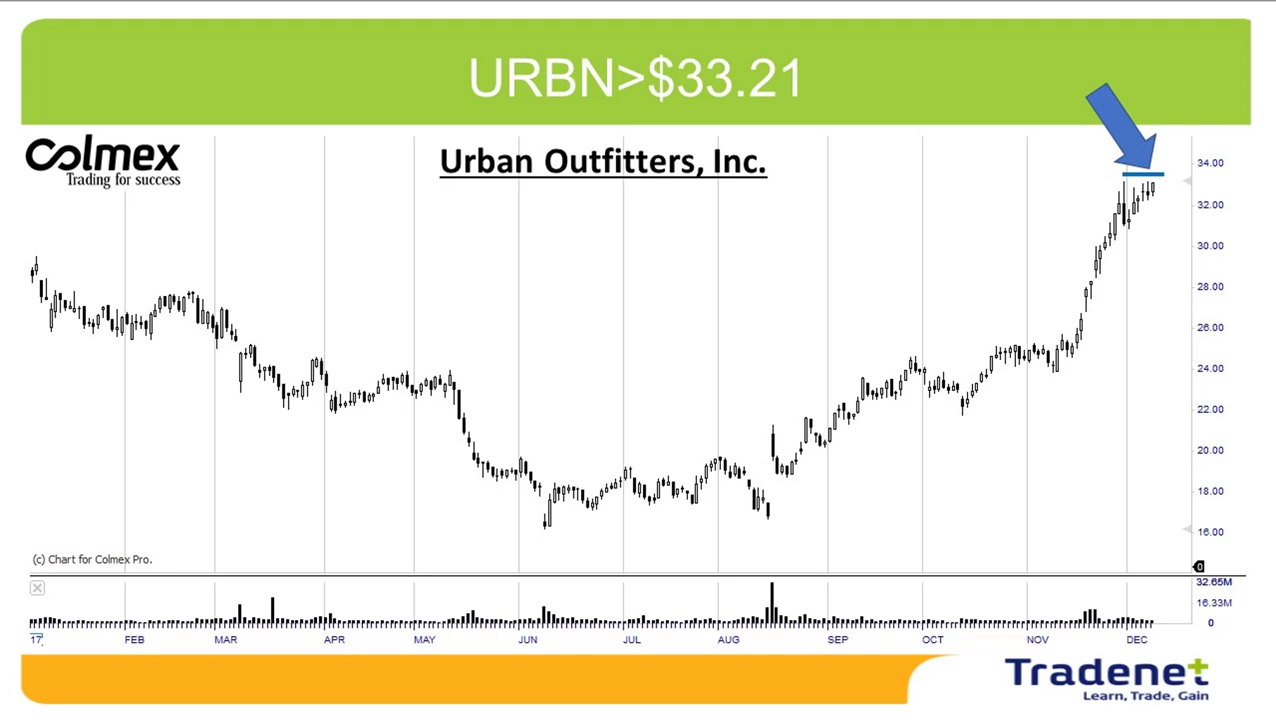 URBN>$33.21
Colmex
Trading for success
Urban Outfitters, Inc.
34.00
32.00
30.00
28.00
26.00
24.00
22.00
20.00
18.00
16.00
(c) Chart for Colmex Pro.
0
32.65M
16.33M
0
17, FEB MAR APR MAY JUN JUL AUG SEP OCT NOV DEC
Tradenet
Learn, Trade, Gain